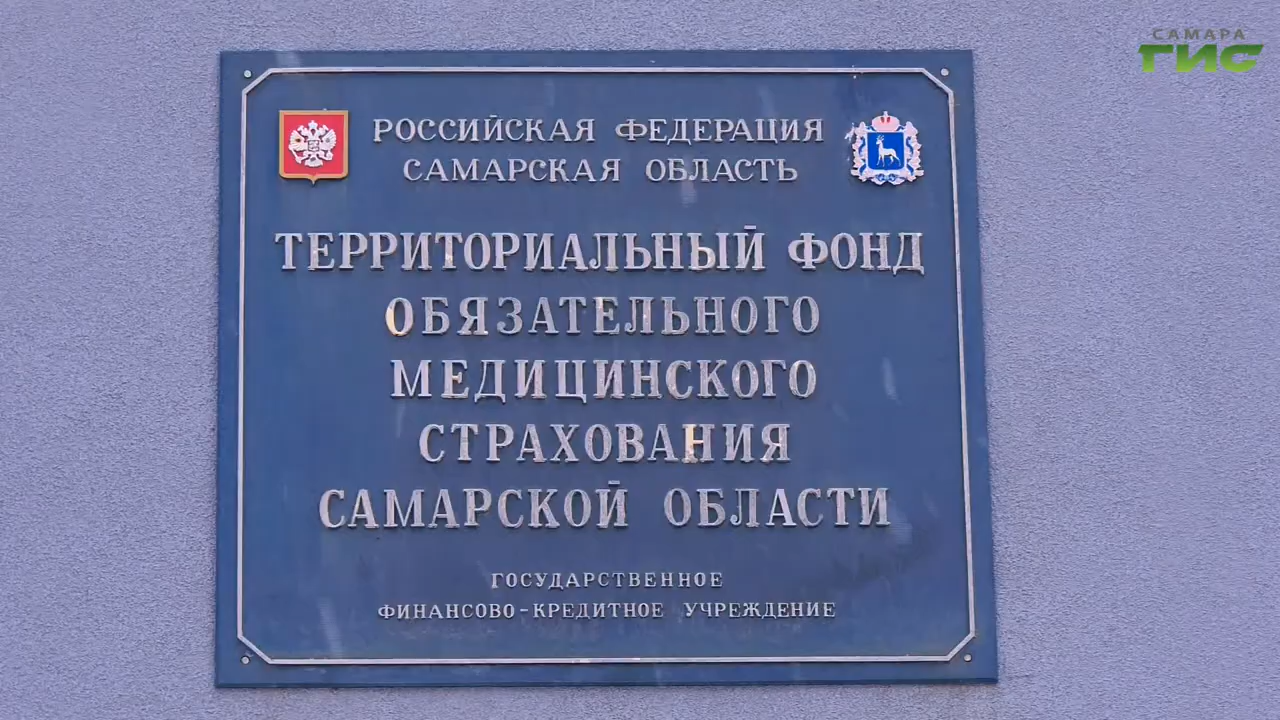 САМАРА
ГИС
РОССИЙСКАЯ ФЕДЕРАЦИЯ
САМАРСКАЯ ОБЛАСТЬ
ТЕРРИТОРИАЛЬНЫЙ ФОНД
ОБЯЗАТЕЛЬНОГО
МЕДИЦИНСКОГО
СТРАХОВАНИЯ
САМАРСКОЙ ОБЛАСТИ
ГОСУДАРСТВЕННОЕ
ФИНАНСОВО-КРЕДИТНОЕ УЧРЕЖДЕНИЕ